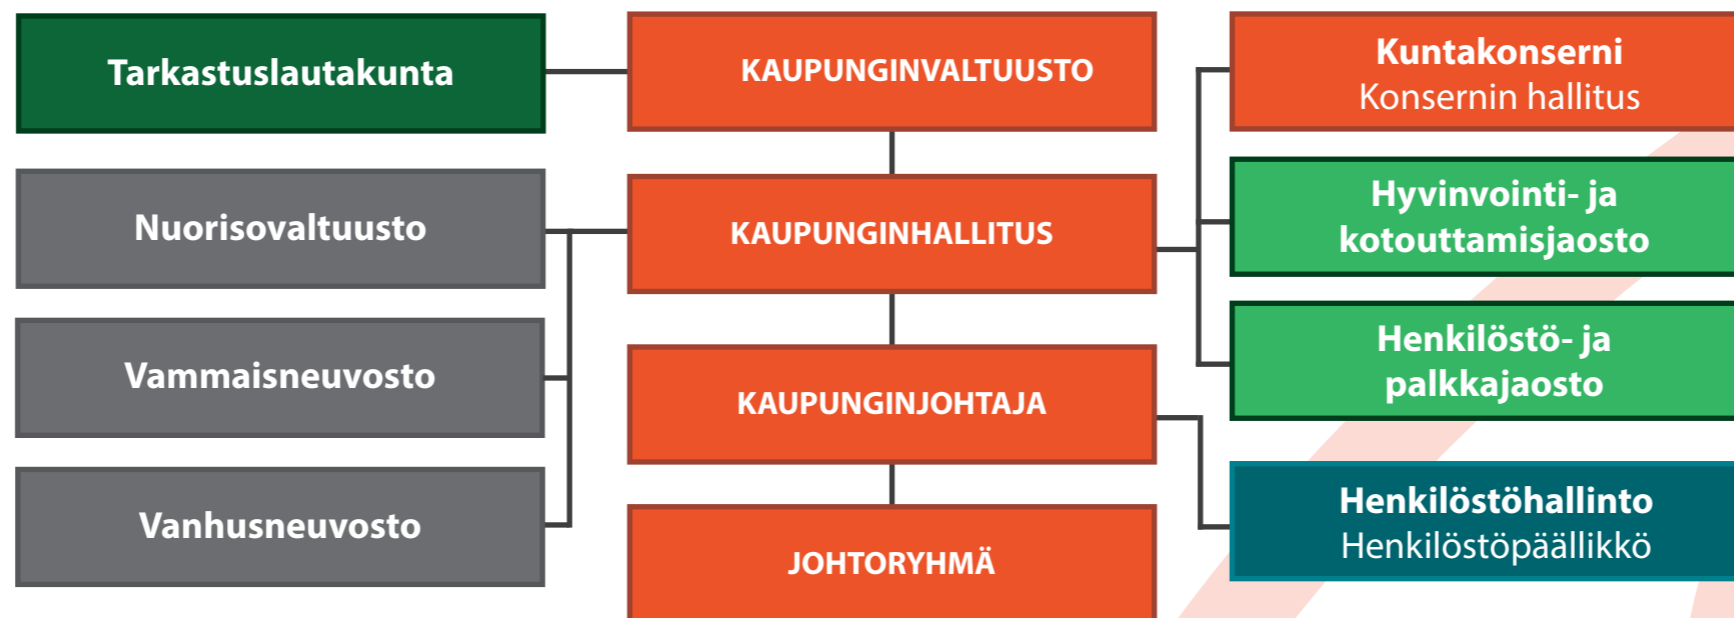 Tarkastuslautakunta
KAUPUNGINVALTUUSTO
Kuntakonserni
Konsernin hallitus
Nuorisovaltuusto
KAUPUNGINHALLITUS
Hyvinvointi- ja
kotouttamisjaosto
Vammaisneuvosto
KAUPUNGINJOHTAJA
Henkilöstö- ja
palkkajaosto
Vanhusneuvosto
JOHTORYHMÄ
Henkilöstöhallinto
Henkilöstöpäällikkö